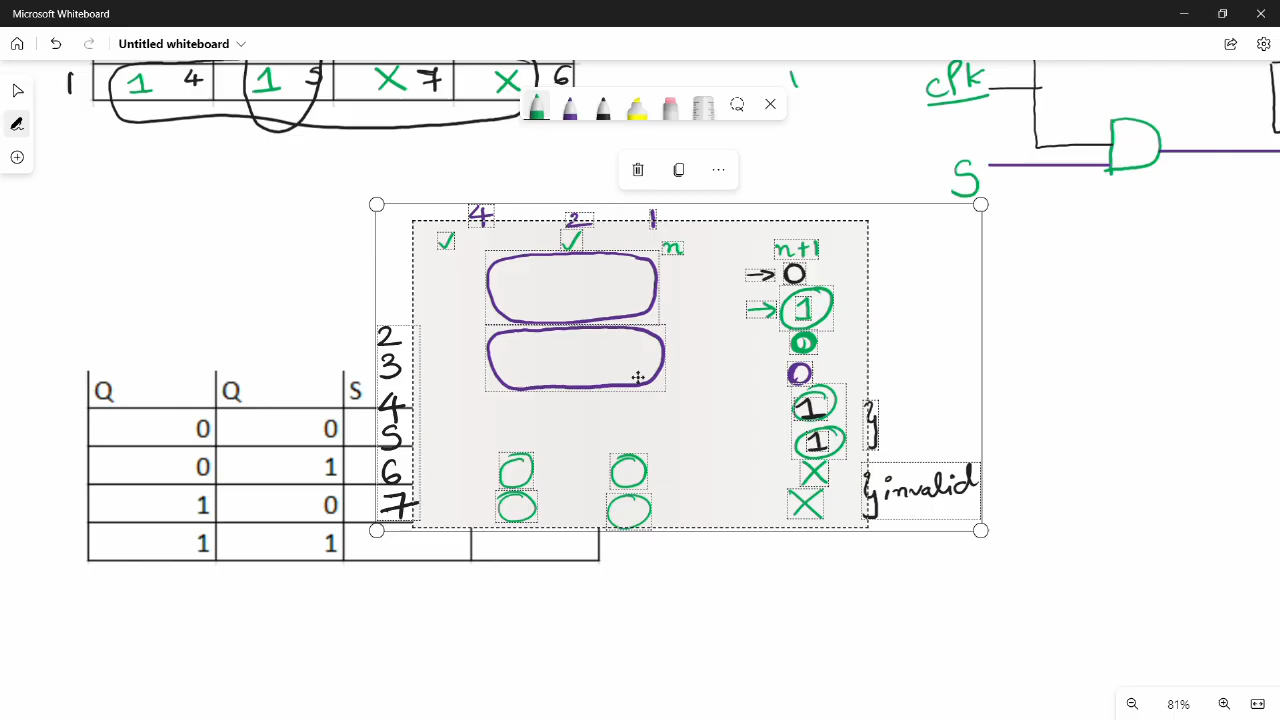 Microsoft Whiteboard
Untitled whiteboard
1 1 4 1 5 X 7 X 6
1
clk
S
4 2 1
✓ ✓ n n+1
→ 0
→ 1
2 0
3 0
4 1 }
5 1
6 X } invalid
7 X
Q Q S
0 0
0 1
1 0
1 1
81%